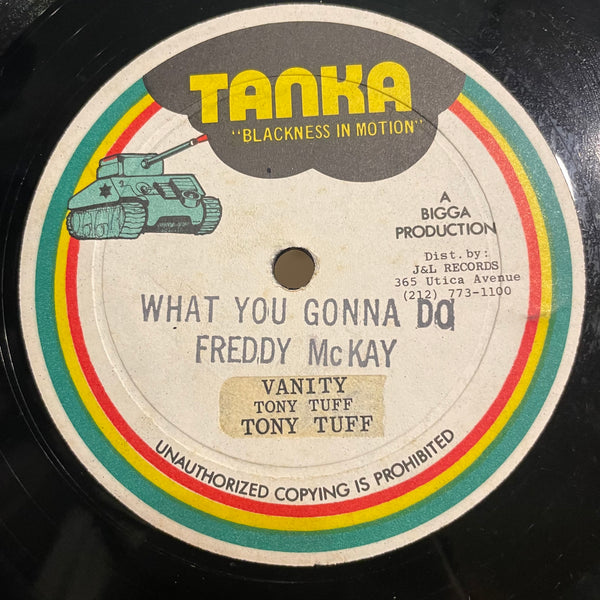 TANKA
"BLACKNESS IN MOTION"
A
BIGGA
PRODUCTION
Dist. by:
J&L RECORDS
365 Utica Avenue
(212) 773-1100
WHAT YOU GONNA DO
FREDDY McKAY
VANITY
TONY TUFF
TONY TUFF
UNAUTHORIZED COPYING IS PROHIBITED